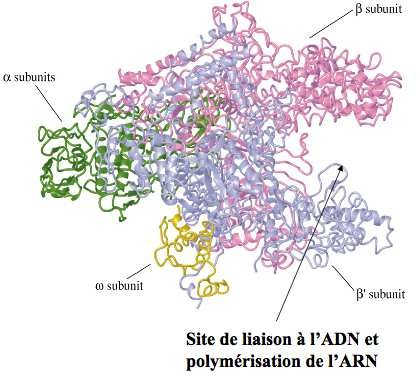 β subunit
α subunits
ω subunit
β' subunit
Site de liaison à l'ADN et
polymérisation de l'ARN